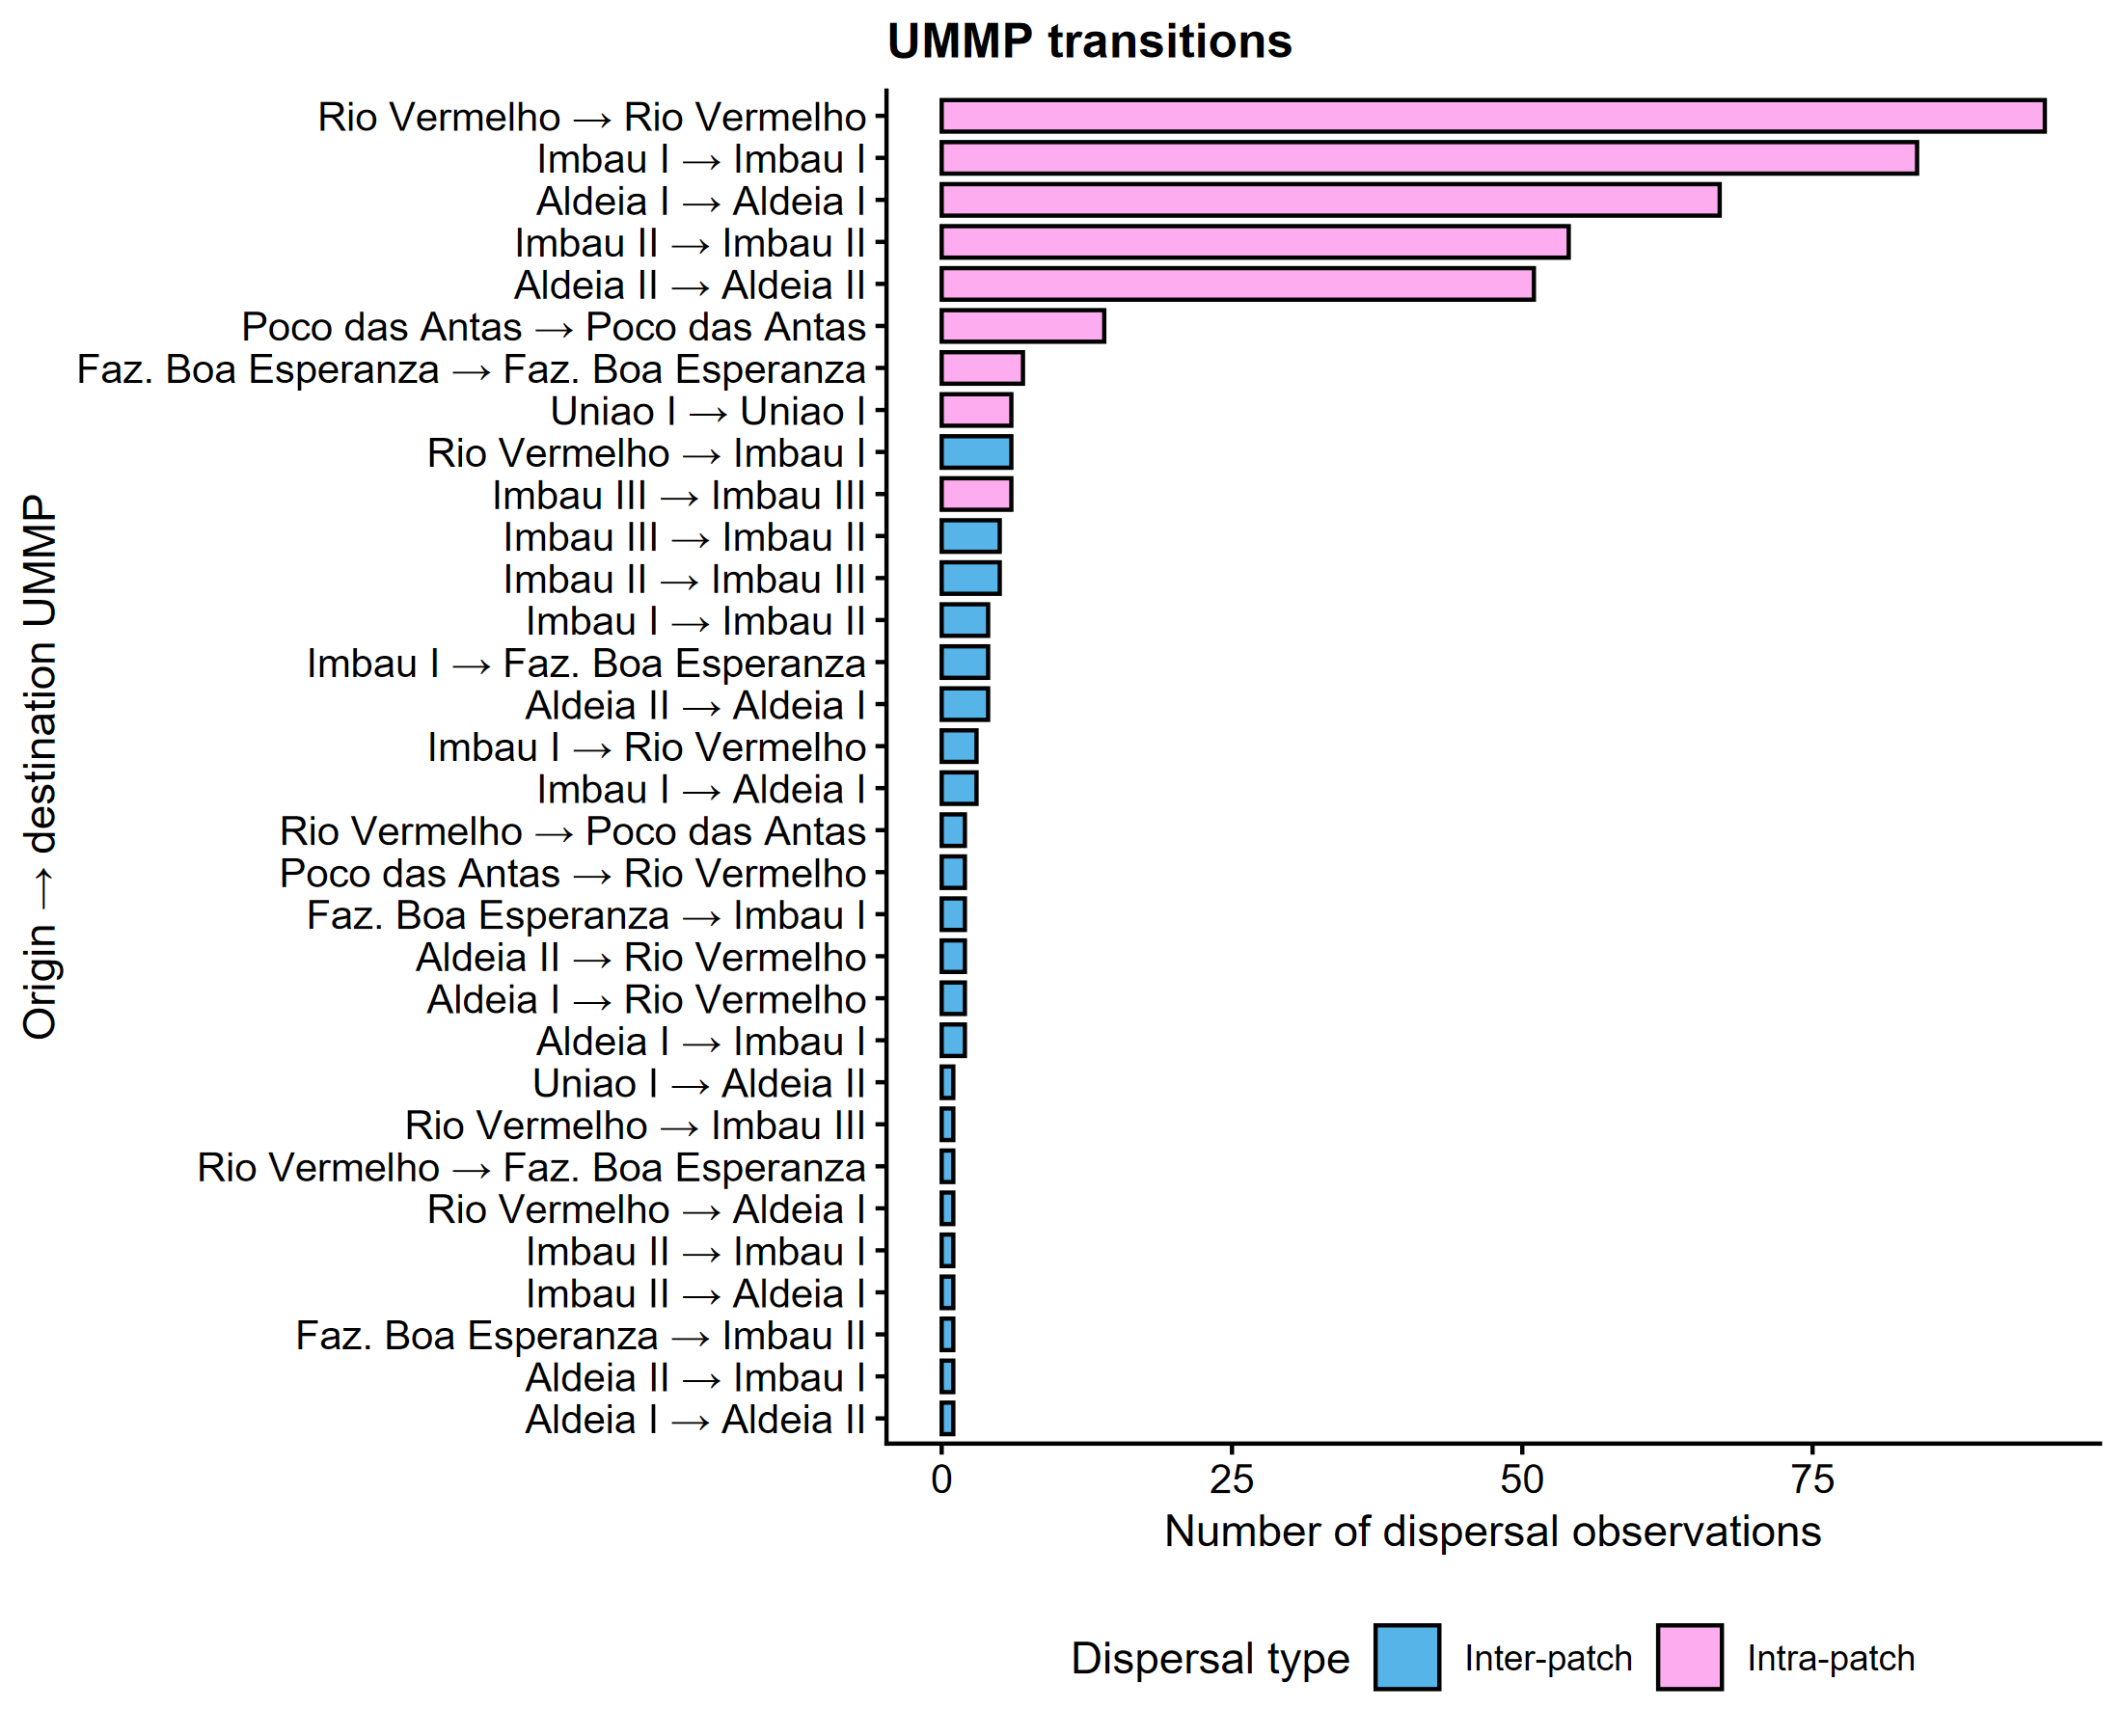 UMMP transitions
Rio Vermelho → Rio Vermelho
Imbau I → Imbau I
Aldeia I → Aldeia I
Imbau II → Imbau II
Aldeia II → Aldeia II
Poco das Antas → Poco das Antas
Faz. Boa Esperanza → Faz. Boa Esperanza
Uniao I → Uniao I
Rio Vermelho → Imbau I
Imbau III → Imbau III
Imbau III → Imbau II
Imbau II → Imbau III
Imbau I → Imbau II
Imbau I → Faz. Boa Esperanza
Aldeia II → Aldeia I
Imbau I → Rio Vermelho
Imbau I → Aldeia I
Rio Vermelho → Poco das Antas
Poco das Antas → Rio Vermelho
Faz. Boa Esperanza → Imbau I
Aldeia II → Rio Vermelho
Aldeia I → Rio Vermelho
Aldeia I → Imbau I
Uniao I → Aldeia II
Rio Vermelho → Imbau III
Rio Vermelho → Faz. Boa Esperanza
Rio Vermelho → Aldeia I
Imbau II → Imbau I
Imbau II → Aldeia I
Faz. Boa Esperanza → Imbau II
Aldeia II → Imbau I
Aldeia I → Aldeia II
Origin → destination UMMP
0 25 50 75
Number of dispersal observations
Dispersal type Inter-patch Intra-patch